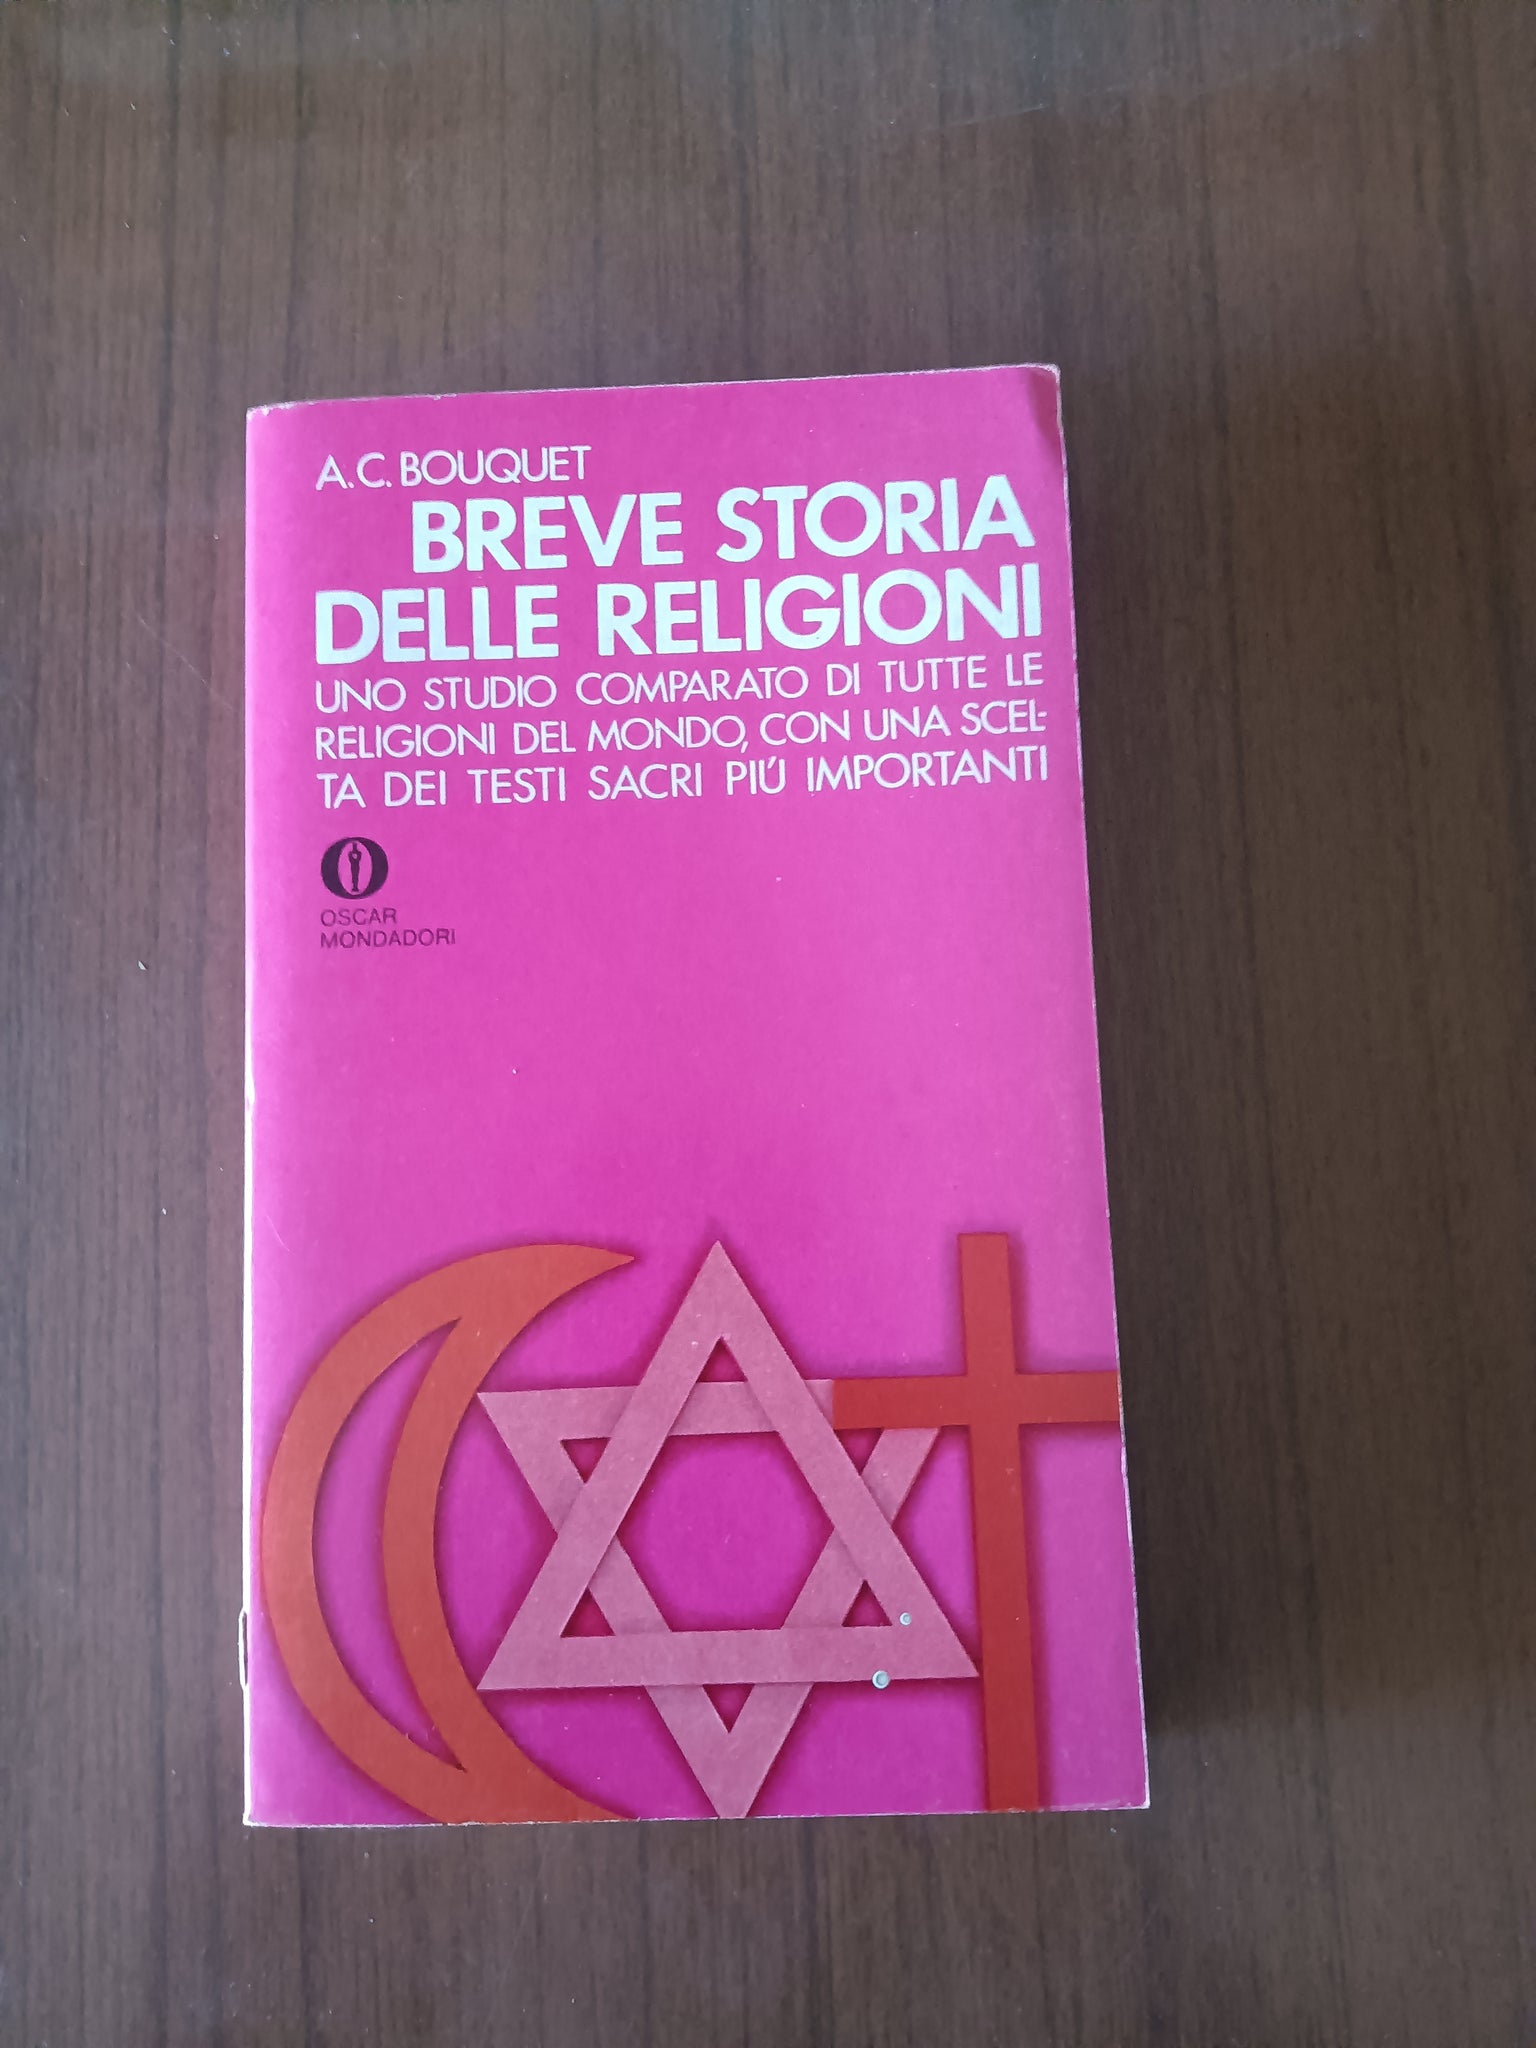 A.C. BOUQUET
BREVE STORIA
DELLE RELIGIONI
UNO STUDIO COMPARATO DI TUTTE LE
RELIGIONI DEL MONDO, CON UNA SCEL-
TA DEI TESTI SACRI PIÚ IMPORTANTI
OSCAR
MONDADORI